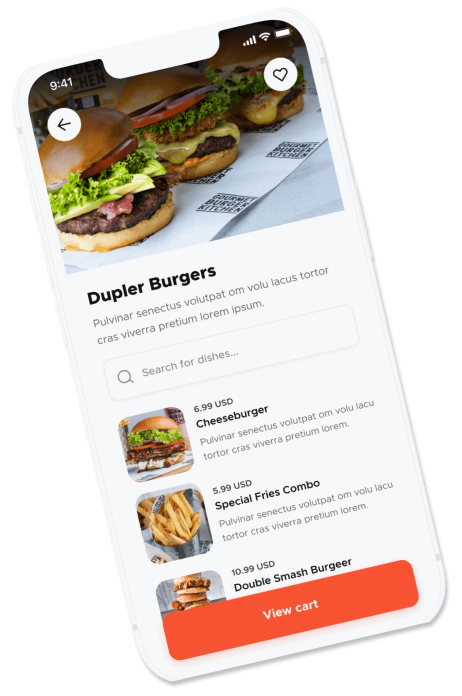 9:41
GOURMET
BURGER
KITCHEN
GOURMET
BURGER
KITCHEN
Dupler Burgers
Pulvinar senectus volutpat om volu lacus tortor
cras viverra pretium lorem ipsum.
Search for dishes...
6.99 USD
Cheeseburger
Pulvinar senectus volutpat om volu lacu
tortor cras viverra pretium lorem.
5.99 USD
Special Fries Combo
Pulvinar senectus volutpat om volu lacu
tortor cras viverra pretium lorem.
10.99 USD
Double Smash Burgeer
View cart